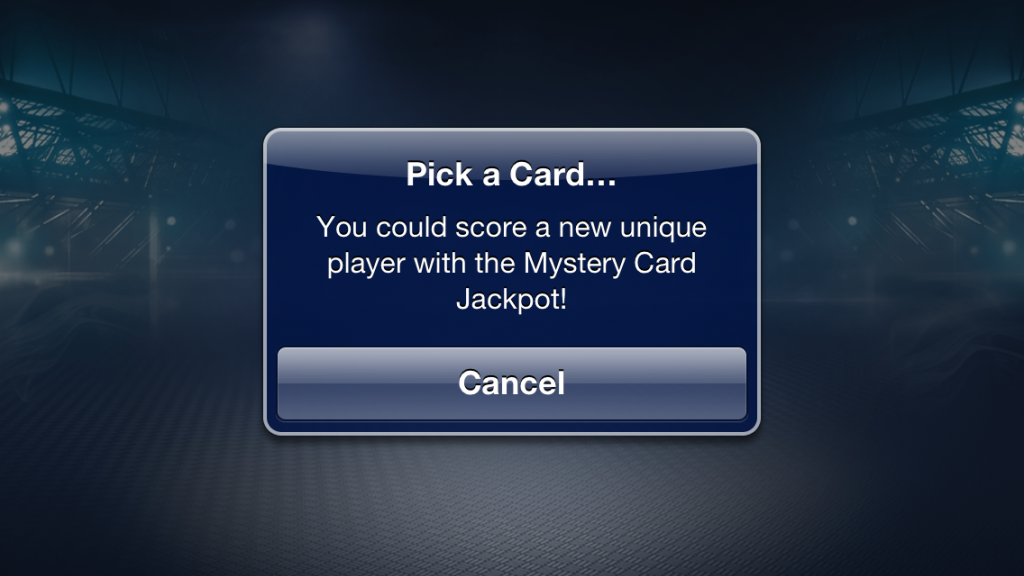 Pick a Card...
You could score a new unique
player with the Mystery Card
Jackpot!
Cancel